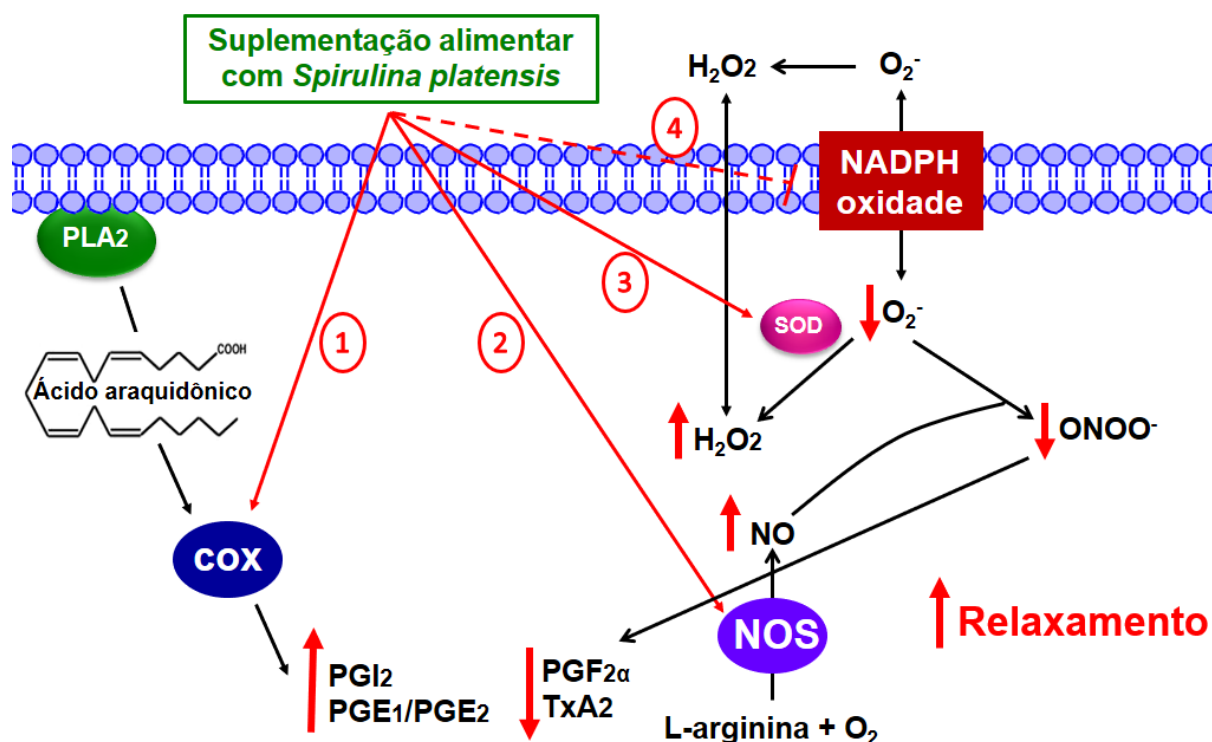 Suplementação alimentar
com Spirulina platensis
H₂O₂
O₂⁻
4
NADPH
oxidade
PLA₂
3
SOD
O₂⁻
1
2
COOH
Ácido araquidônico
H₂O₂
ONOO⁻
NO
cox
NOS
Relaxamento
PGI₂
PGE₁/PGE₂
PGF₂α
TxA₂
L-arginina + O₂